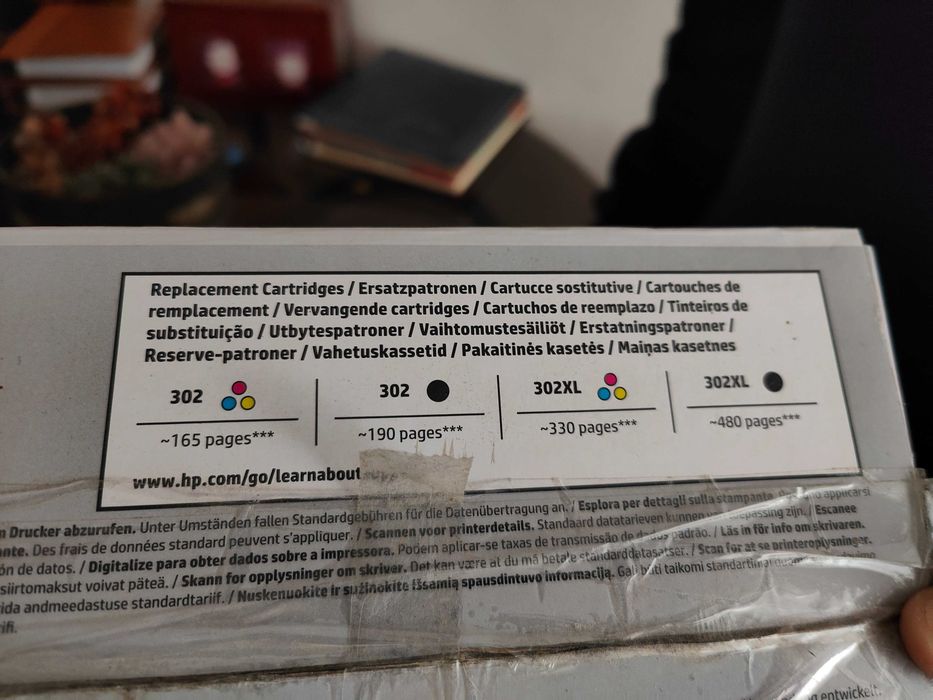 Replacement Cartridges / Ersatzpatronen / Cartucce sostitutive / Cartouches de
remplacement / Vervangende cartridges / Cartuchos de reemplazo / Tinteiros de
substituição / Utbytespatroner / Vaihtomustesäiliöt / Erstatningspatroner /
Reserve-patroner / Vahetuskassetid / Pakaitinės kasetės / Maiņas kasetnes
302 302 302XL 302XL
~165 pages*** ~190 pages*** ~330 pages*** ~480 pages***
www.hp.com/go/learnabout
n Drucker abzurufen. Unter Umständen fallen Standardgebühren für die Datenübertragung an. / Esplora per dettagli sulla stampante. applicarsi
ante. Des frais de données standard peuvent s'appliquer. / Scannen voor printerdetails. Standaard datatarieven kunnen van toepassing zijn. / Escanee
ón de datos. / Digitalize para obter dados sobre a impressora. Podem aplicar-se taxas de transmissão de dados padrão. / Läs in för info om skrivaren.
siirtomaksut voivat päteä. / Skann for opplysninger om skriver. Det kan være at du må betale standarddatasatser. / Scan for at se printeroplysninger.
ida andmeedastuse standardtariif. / Nuskenuokite ir sužinokite išsamią spausdintuvo informaciją. Gali būti taikomi standartiniai
ifi.
entwickelt.